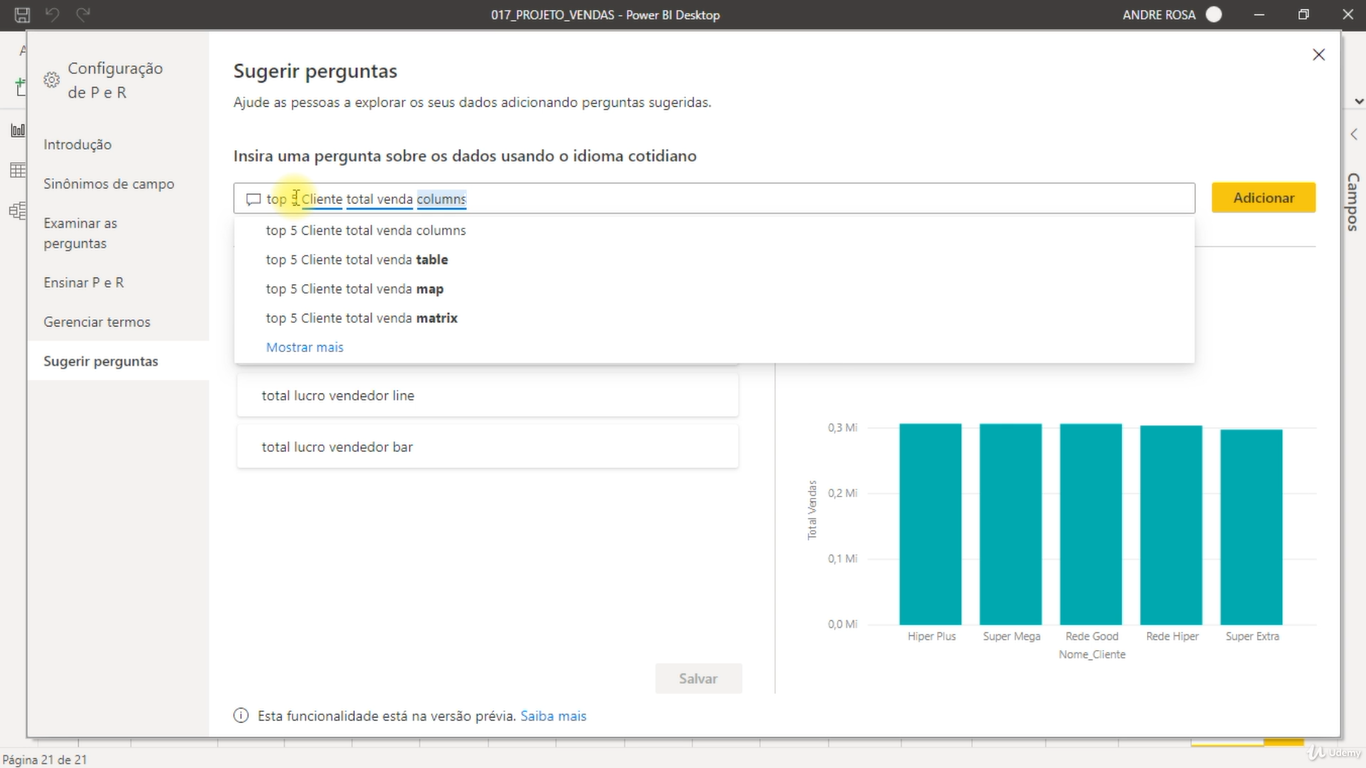 017_PROJETO_VENDAS - Power BI Desktop
ANDRE ROSA
Configuração
de P e R
Introdução
Sinônimos de campo
Examinar as
perguntas
Ensinar P e R
Gerenciar termos
Sugerir perguntas
Sugerir perguntas
Ajude as pessoas a explorar os seus dados adicionando perguntas sugeridas.
Insira uma pergunta sobre os dados usando o idioma cotidiano
top 5 Cliente total venda columns
Adicionar
top 5 Cliente total venda columns
top 5 Cliente total venda table
top 5 Cliente total venda map
top 5 Cliente total venda matrix
Mostrar mais
total lucro vendedor line
total lucro vendedor bar
Salvar
Esta funcionalidade está na versão prévia. Saiba mais
Total Vendas
0,3 Mi
0,2 Mi
0,1 Mi
0,0 Mi
Hiper Plus
Super Mega
Rede Good
Rede Hiper
Super Extra
Nome_Cliente
Campos
Página 21 de 21
Udemy